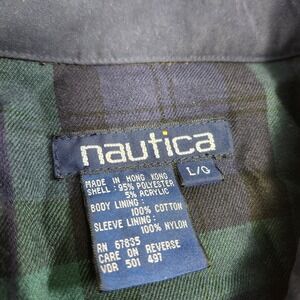 nautica
L/G
MADE IN HONG KONG
SHELL: 95% POLYESTER
5% ACRYLIC
BODY LINING:
100% COTTON
SLEEVE LINING:
100% NYLON
RN 67835
CARE ON REVERSE
VDR 501 497